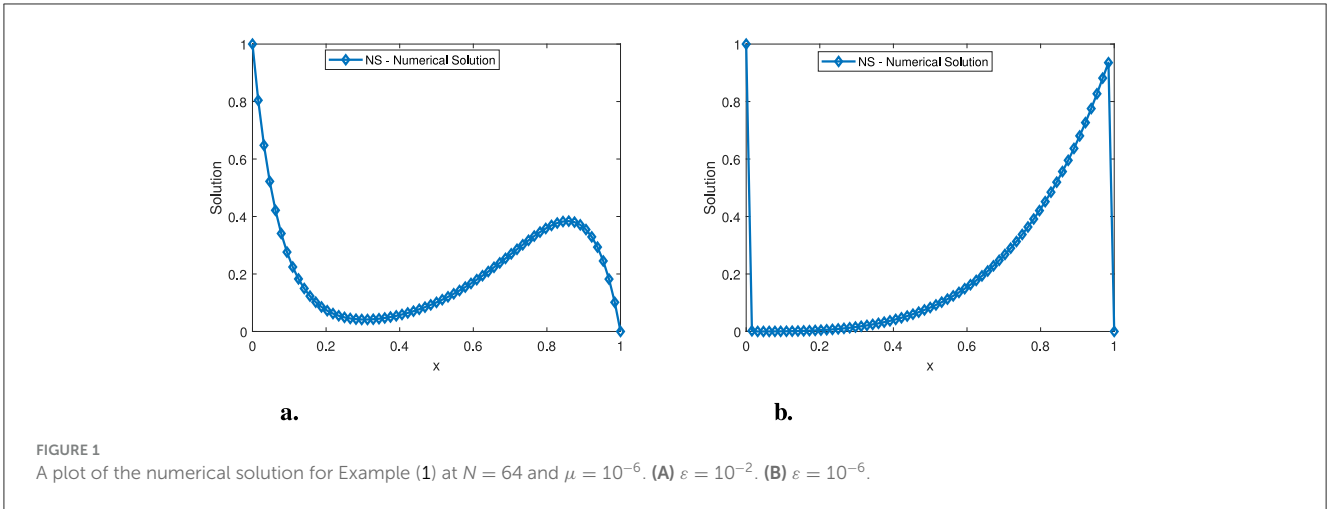 NS - Numerical Solution
1
0.8
0.6
0.4
0.2
0
Solution
0 0.2 0.4 0.6 0.8 1
x
a.
NS - Numerical Solution
1
0.8
0.6
0.4
0.2
0
Solution
0 0.2 0.4 0.6 0.8 1
x
b.
FIGURE 1
A plot of the numerical solution for Example (1) at N = 64 and μ = 10⁻⁶. (A) ε = 10⁻². (B) ε = 10⁻⁶.